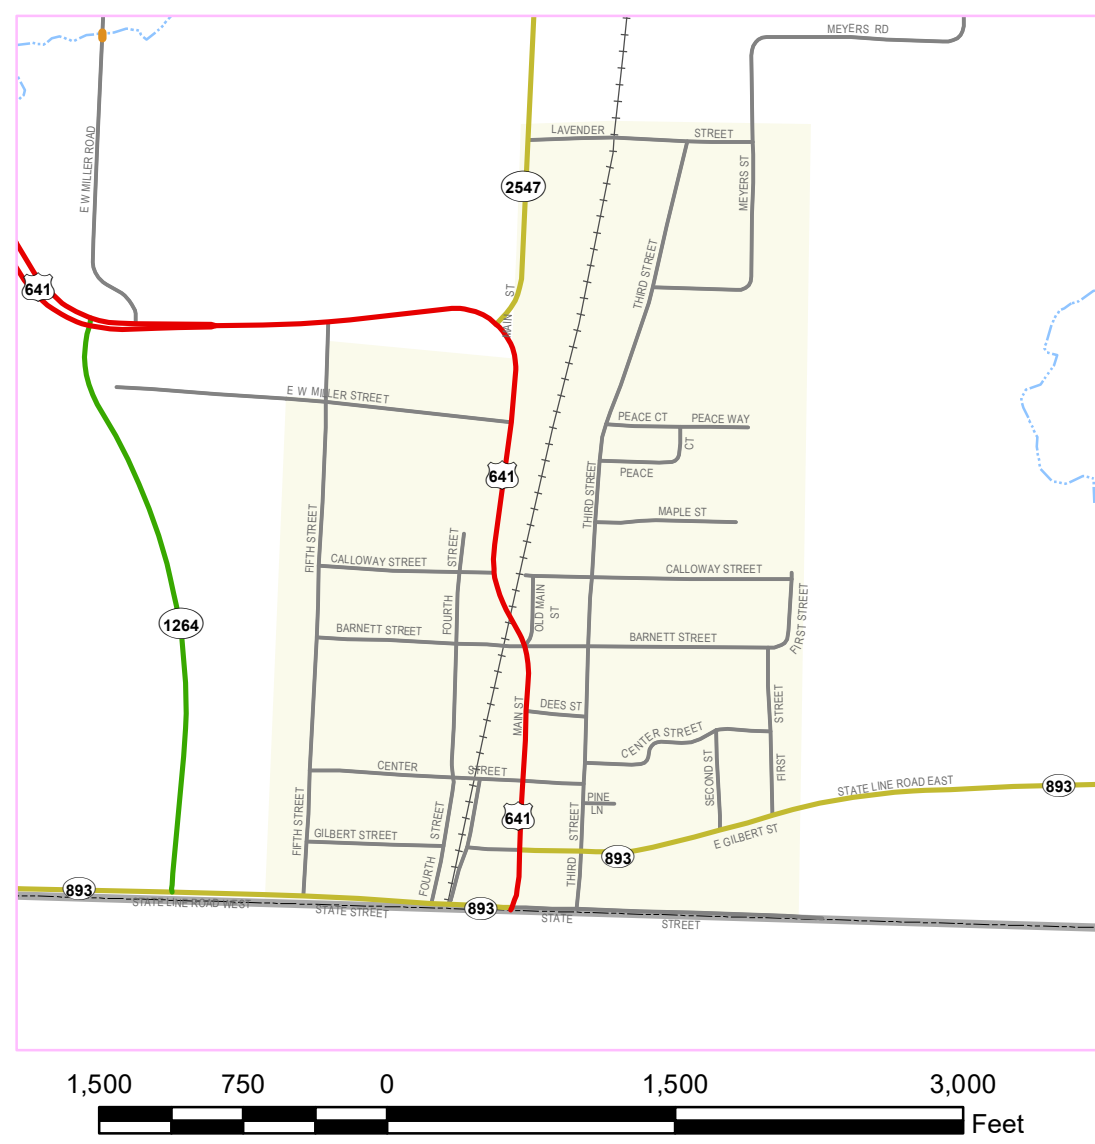 MEYERS RD
LAVENDER STREET
E W MILLER ROAD
MEYERS ST
2547
THIRD STREET
641
MAIN ST
E W MILLER STREET
PEACE CT PEACE WAY
CT
PEACE
641
THIRD STREET
MAPLE ST
FIFTH STREET
CALLOWAY STREET
STREET
CALLOWAY STREET
FOURTH
OLD MAIN
ST
FIRST STREET
1264
BARNETT STREET
BARNETT STREET
MAIN ST
DEES ST
STREET
CENTER STREET
CENTER STREET
SECOND ST
FIRST
STATE LINE ROAD EAST
893
PINE
LN
FIFTH STREET
GILBERT STREET
STREET
641
STREET
E GILBERT ST
893
FOURTH
THIRD
893
STATE LINE ROAD WEST
STATE STREET
893
STATE STREET
1,500 750 0 1,500 3,000
Feet